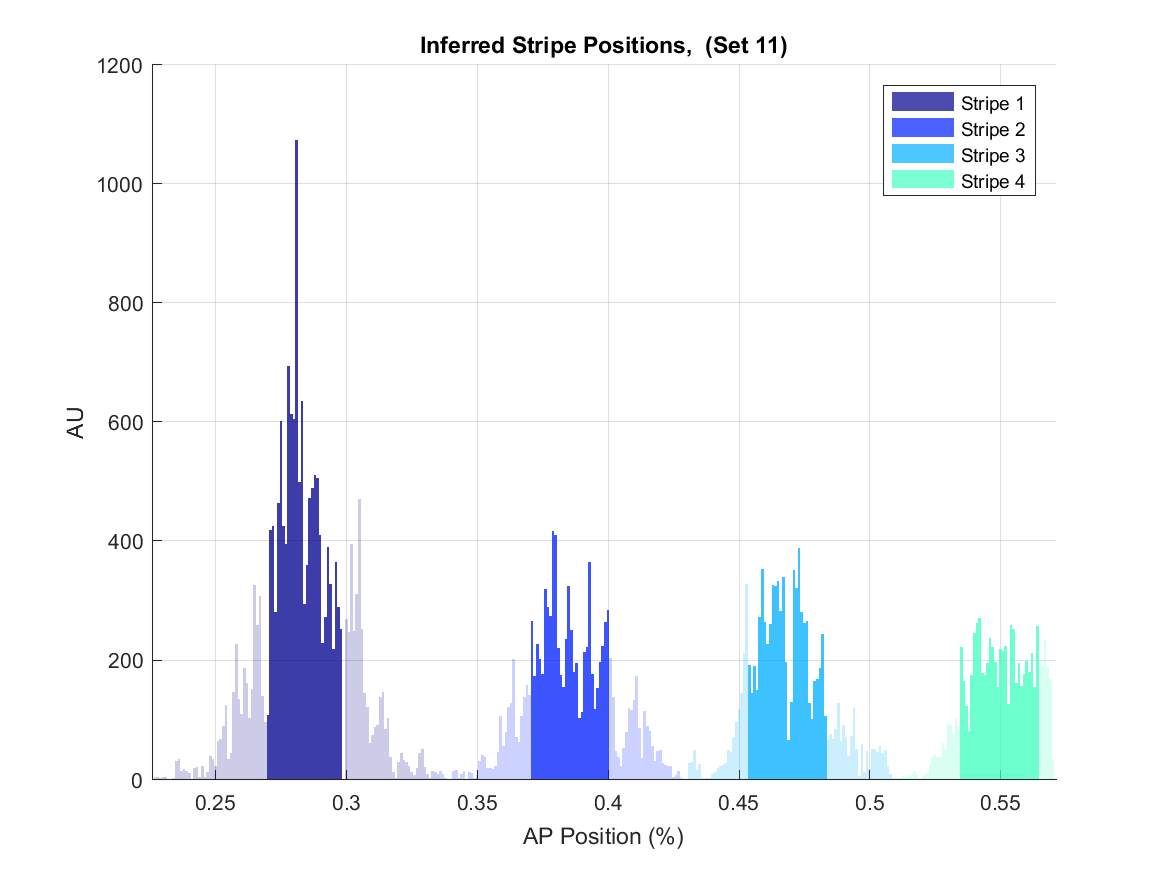 Inferred Stripe Positions,  (Set 11)
1200
1000
800
600
400
200
0
AU
Stripe 1
Stripe 2
Stripe 3
Stripe 4
0.25
0.3
0.35
0.4
0.45
0.5
0.55
AP Position (%)